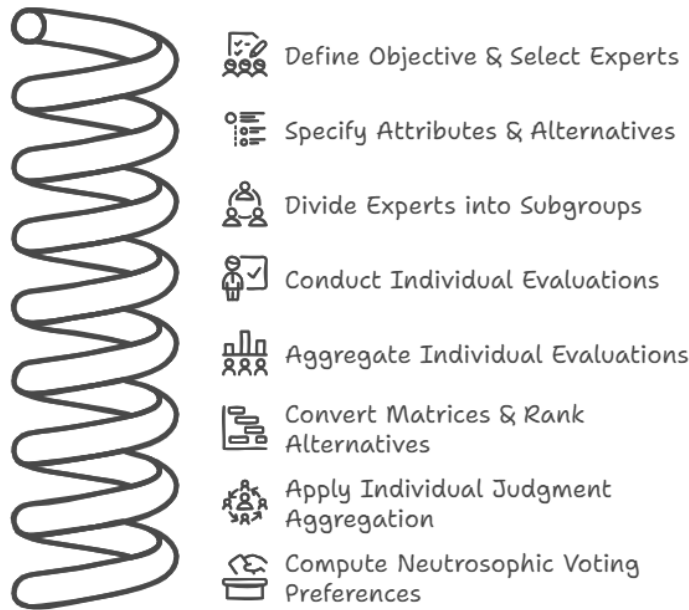 Define Objective & Select Experts
Specify Attributes & Alternatives
Divide Experts into Subgroups
Conduct Individual Evaluations
Aggregate Individual Evaluations
Convert Matrices & Rank
Alternatives
Apply Individual Judgment
Aggregation
Compute Neutrosophic Voting
Preferences